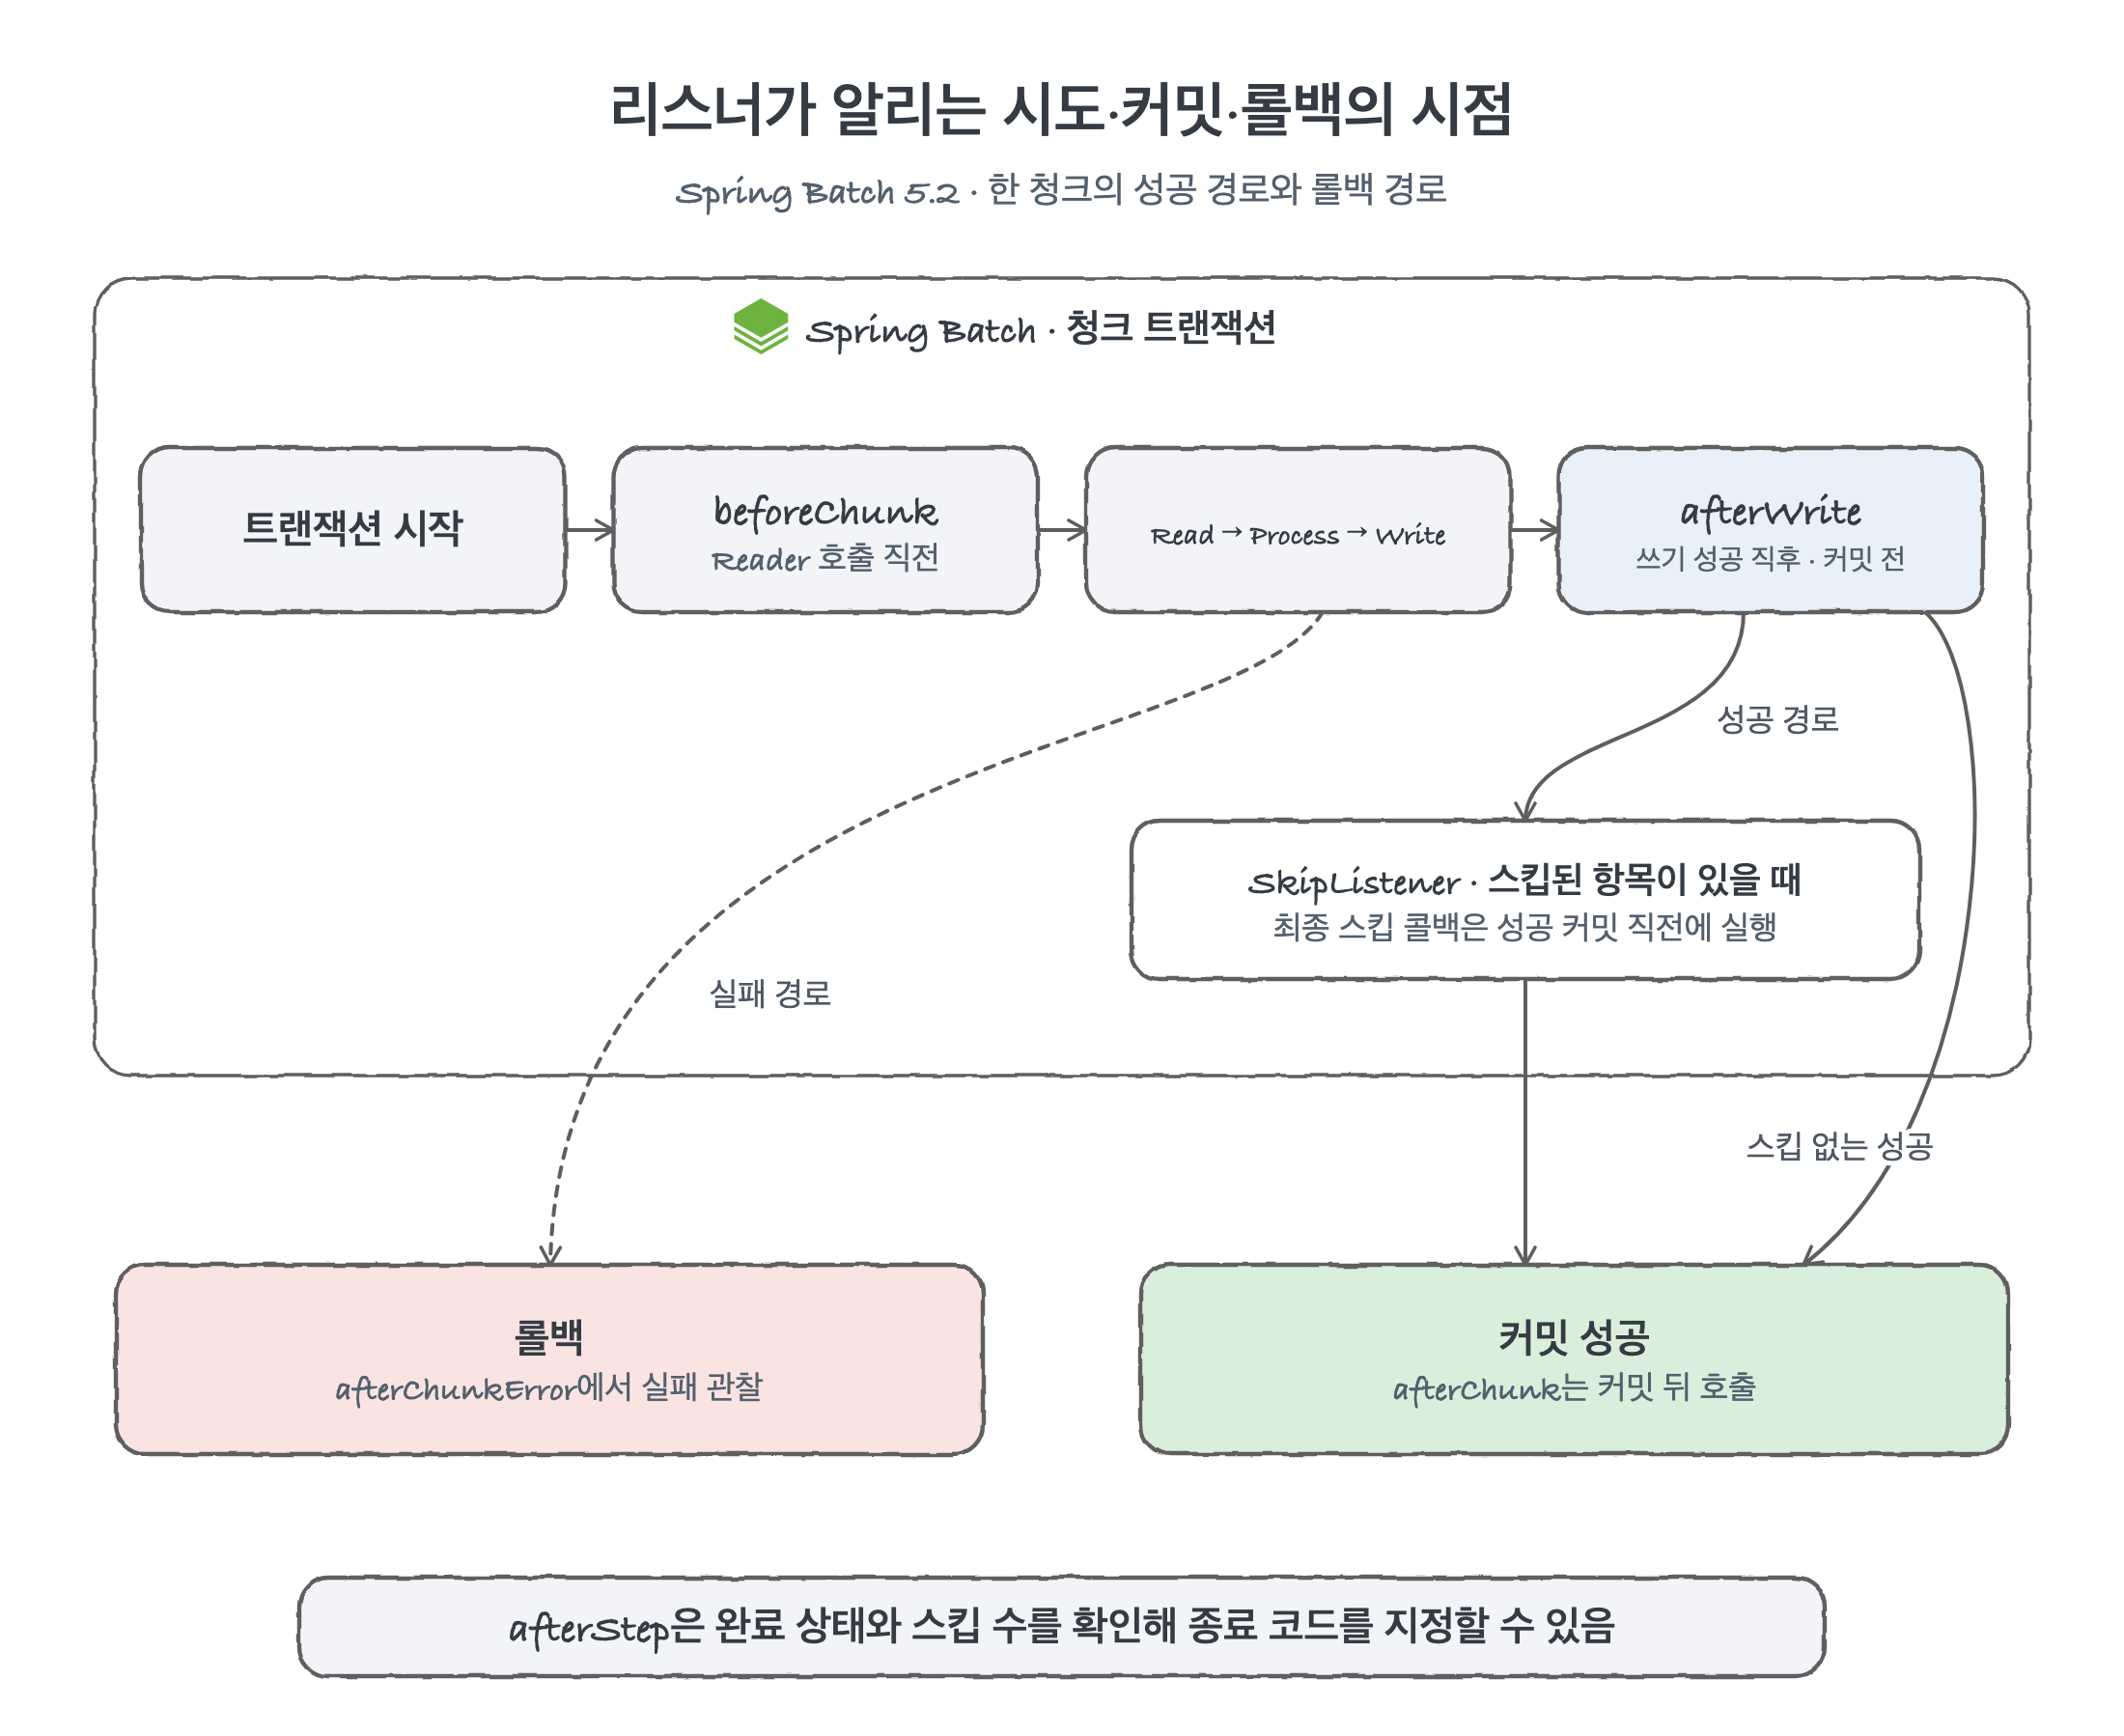 리스너가 알리는 시도·커밋·롤백의 시점
Spring Batch 5.2 · 한 청크의 성공 경로와 롤백 경로
Spring Batch · 청크 트랜잭션
트랜잭션 시작
beforeChunk
Reader 호출 직전
Read → Process → Write
afterWrite
쓰기 성공 직후 · 커밋 전
성공 경로
SkipListener · 스킵된 항목이 있을 때
최종 스킵 콜백은 성공 커밋 직전에 실행
실패 경로
스킵 없는 성공
롤백
afterChunkError에서 실패 관찰
커밋 성공
afterChunk는 커밋 뒤 호출
afterStep은 완료 상태와 스킵 수를 확인해 종료 코드를 지정할 수 있음